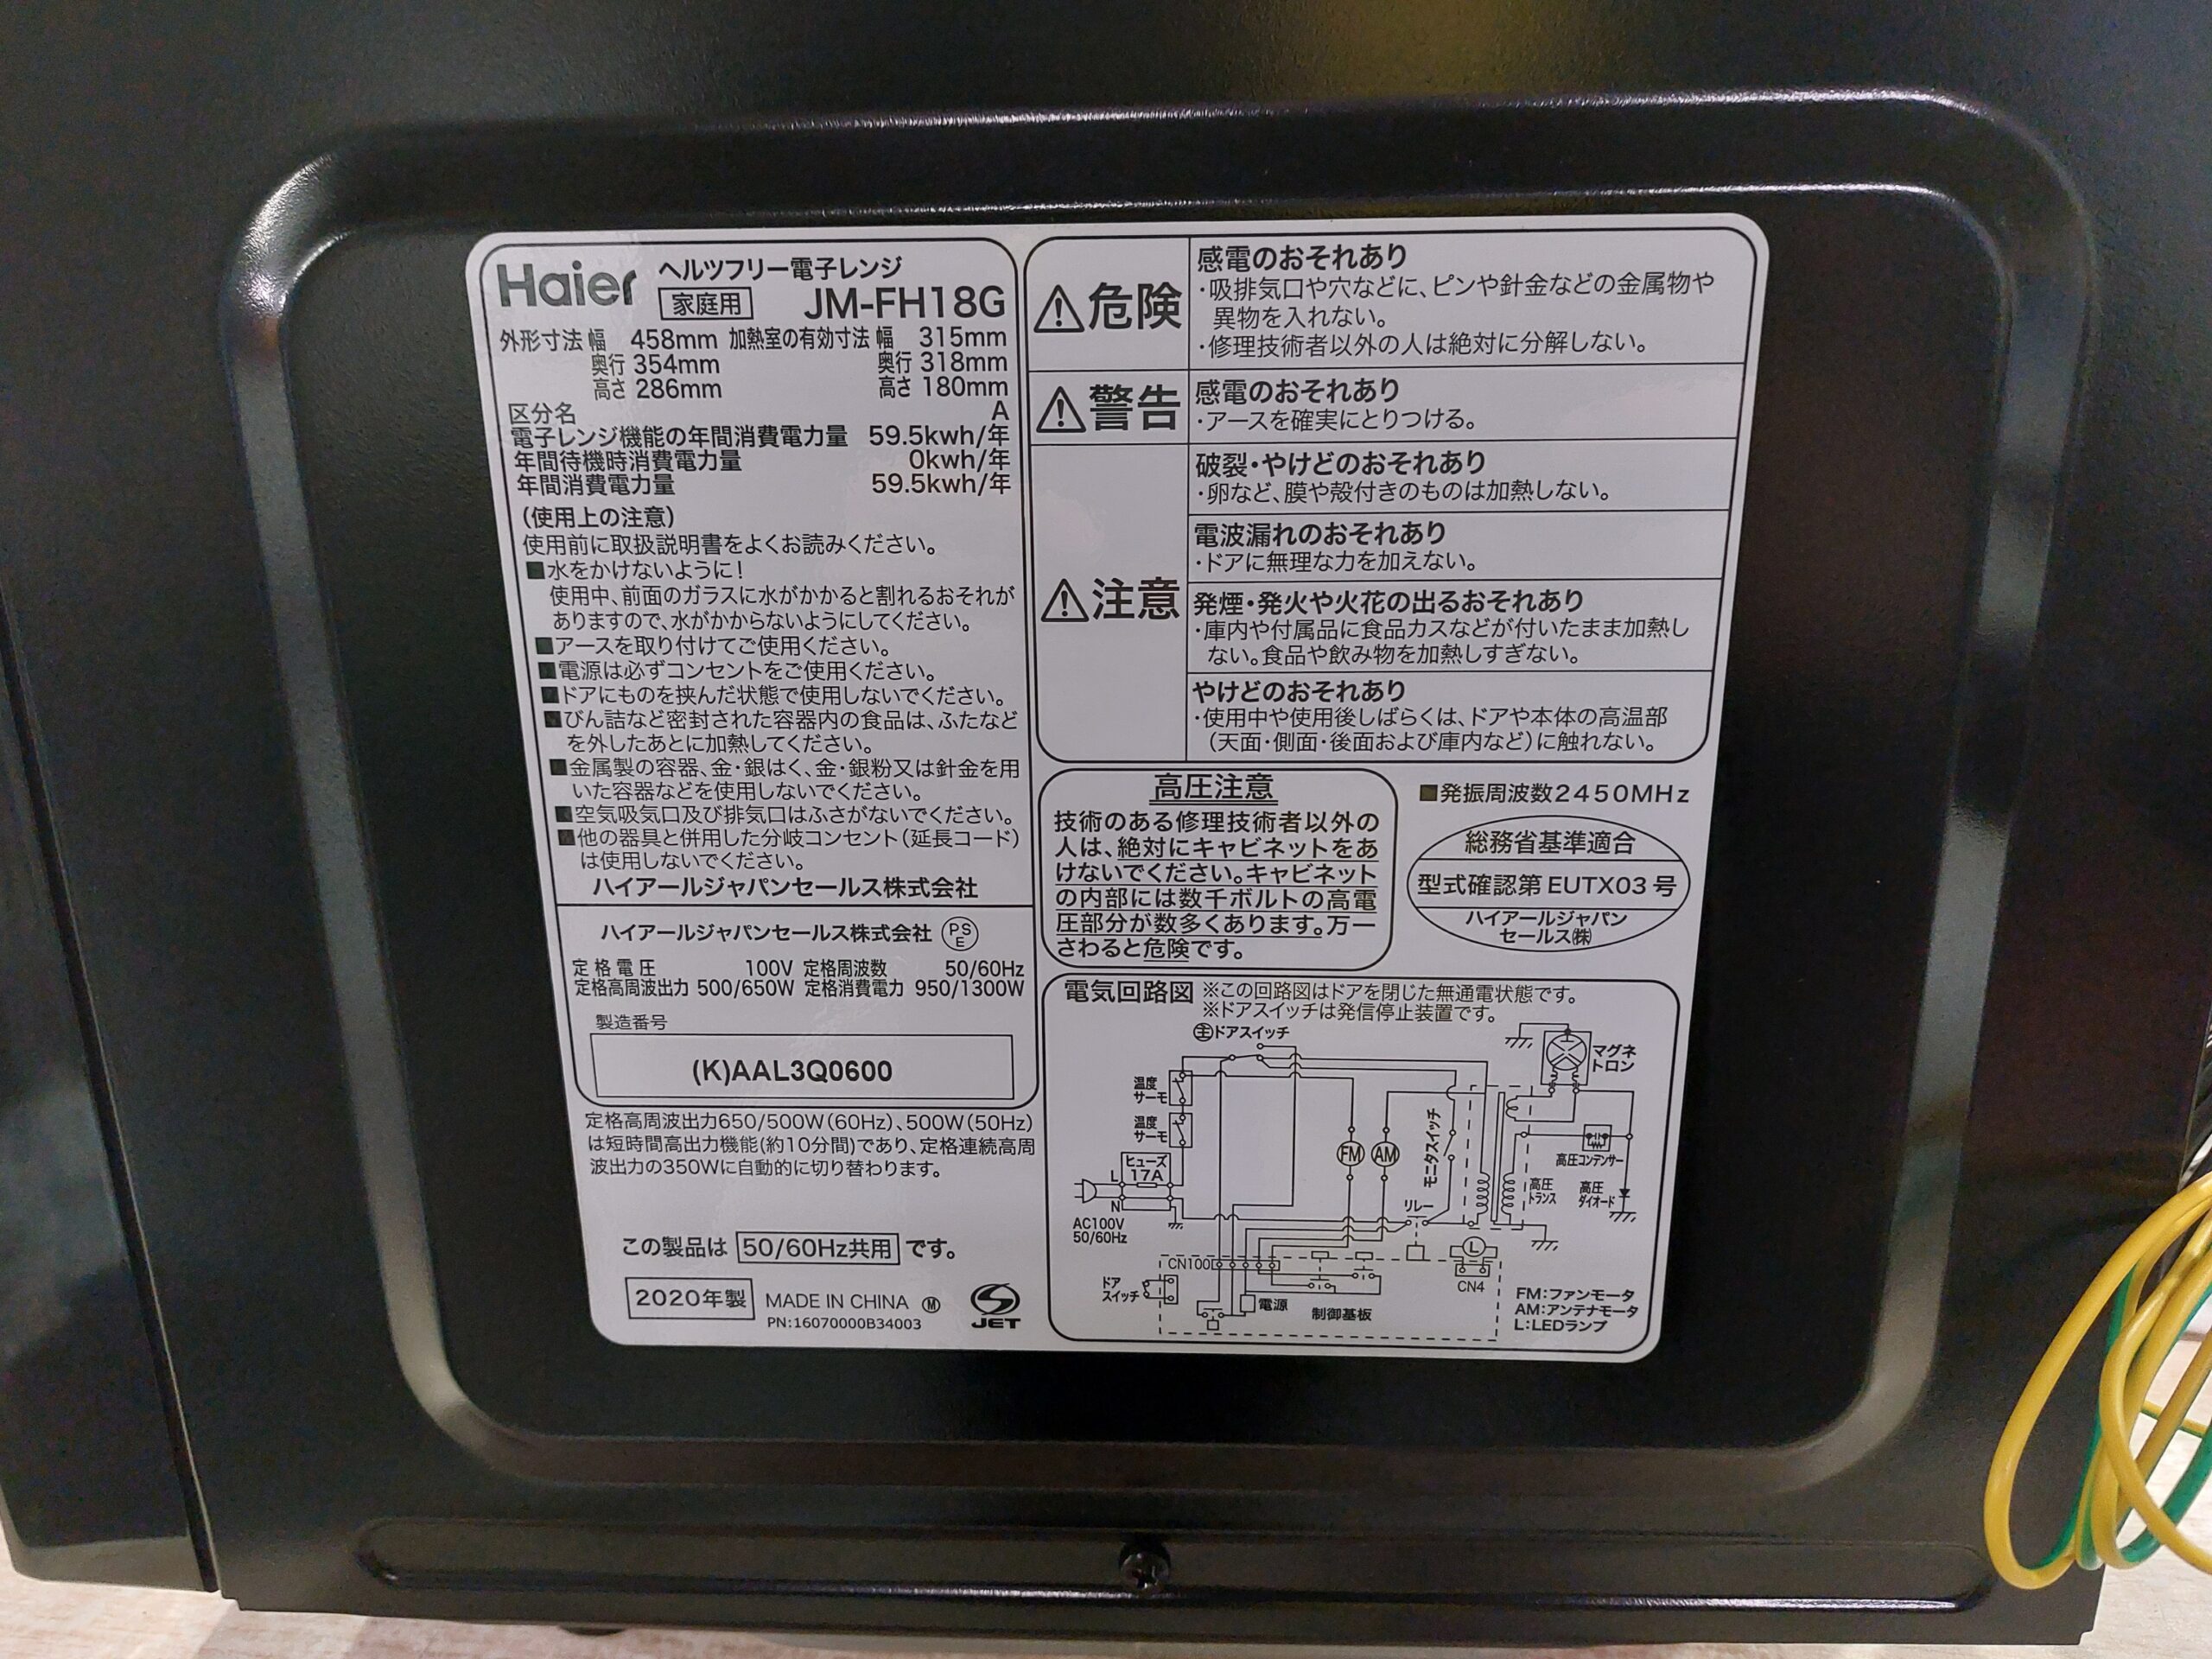 Haier
ヘルツフリー電子レンジ
家庭用 JM-FH18G
外形寸法 幅 458mm 加熱室の有効寸法 幅 315mm
奥行 354mm 奥行 318mm
高さ 286mm 高さ 180mm
区分名 A
電子レンジ機能の年間消費電力量 59.5kwh/年
年間待機時消費電力量 0kwh/年
年間消費電力量 59.5kwh/年
(使用上の注意)
使用前に取扱説明書をよくお読みください。
■水をかけないように!
使用中、前面のガラスに水がかかると割れるおそれが
ありますので、水がかからないようにしてください。
■アースを取り付けてご使用ください。
■電源は必ずコンセントをご使用ください。
■ドアにものを挟んだ状態で使用しないでください。
■びん詰など密封された容器内の食品は、ふたなど
を外したあとに加熱してください。
■金属製の容器、金・銀はく、金・銀粉又は針金を用
いた容器などを使用しないでください。
■空気吸気口及び排気口はふさがないでください。
■他の器具と併用した分岐コンセント(延長コード)
は使用しないでください。
ハイアールジャパンセールス株式会社
ハイアールジャパンセールス株式会社 PSE
定格電圧 100V 定格周波数 50/60Hz
定格高周波出力 500/650W 定格消費電力 950/1300W
製造番号
(K)AAL3Q0600
定格高周波出力650/500W(60Hz)、500W(50Hz)
は短時間高出力機能(約10分間)であり、定格連続高周
波出力の350Wに自動的に切り替わります。
この製品は 50/60Hz共用 です。
2020年製 MADE IN CHINA Ⓜ
PN:16070000B34003
JET
⚠危険
感電のおそれあり
・吸排気口や穴などに、ピンや針金などの金属物や
異物を入れない。
・修理技術者以外の人は絶対に分解しない。
⚠警告
感電のおそれあり
・アースを確実にとりつける。
⚠注意
破裂・やけどのおそれあり
・卵など、膜や殻付きのものは加熱しない。
電波漏れのおそれあり
・ドアに無理な力を加えない。
発煙・発火や火花の出るおそれあり
・庫内や付属品に食品カスなどが付いたまま加熱し
ない。食品や飲み物を加熱しすぎない。
やけどのおそれあり
・使用中や使用後しばらくは、ドアや本体の高温部
(天面・側面・後面および庫内など)に触れない。
高圧注意
技術のある修理技術者以外の
人は、絶対にキャビネットをあ
けないでください。キャビネット
の内部には数千ボルトの高電
圧部分が数多くあります。万一
さわると危険です。
■発振周波数2450MHz
総務省基準適合
型式確認第EUTX03号
ハイアールジャパン
セールス㈱
電気回路図 ※この回路図はドアを閉じた無通電状態です。
※ドアスイッチは発信停止装置です。
㊤ドアスイッチ
マグネ
トロン
温度
サーモ
温度
サーモ
ヒューズ
17A
L
N
AC100V
50/60Hz
FM
AM
モニタスイッチ
リレー
高圧コンデンサー
高圧
トランス
高圧
ダイオード
CN100
ドア
スイッチ
電源
制御基板
L
CN4
FM:ファンモータ
AM:アンテナモータ
L:LEDランプ